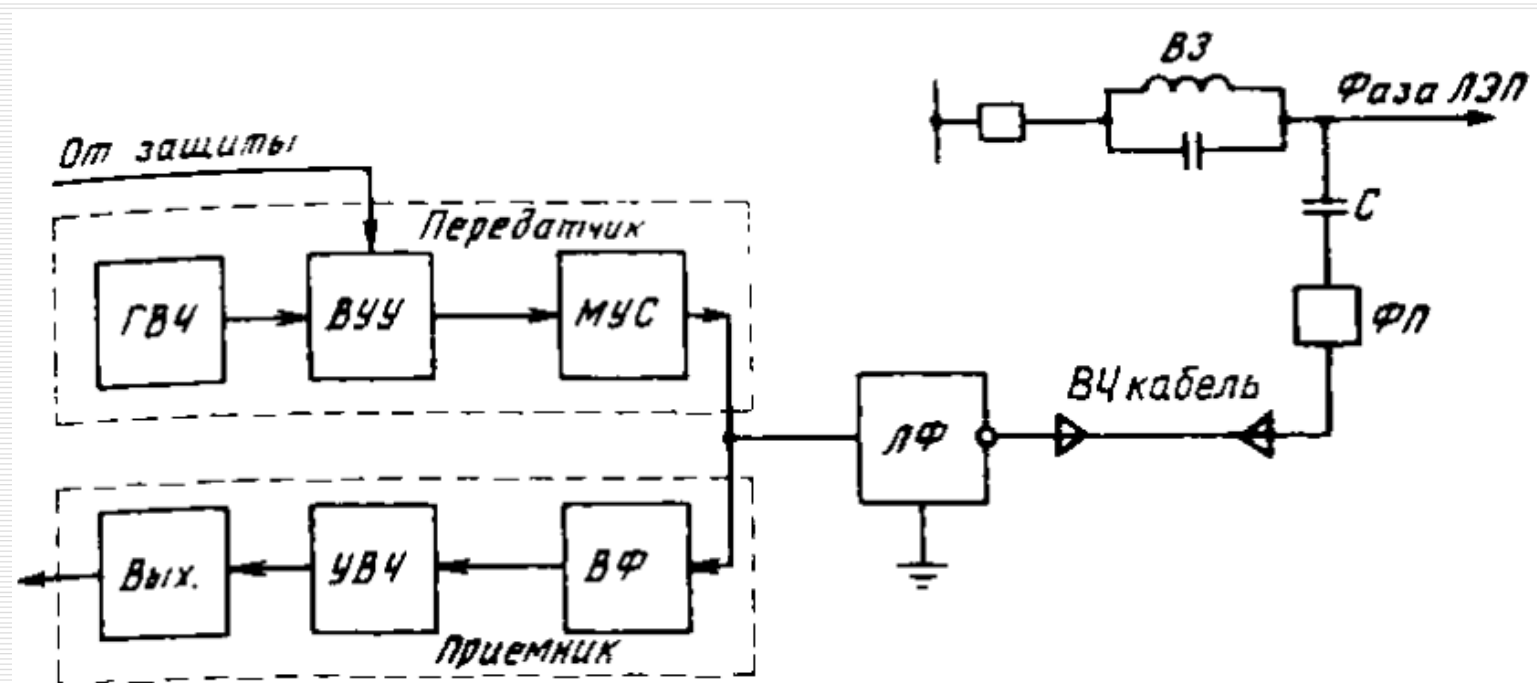 ВЗ
Фаза ЛЭП
От защиты
Передатчик
С
ГВЧ
ВУУ
МУС
ФП
ВЧ кабель
ЛФ
Вых.
УВЧ
ВФ
Приемник